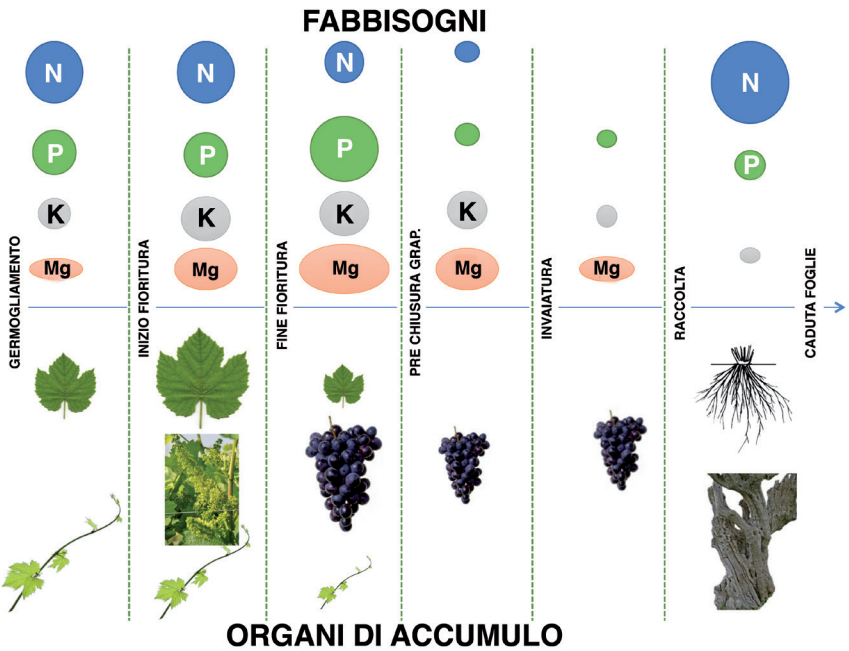 FABBISOGNI
N
N
N
N
P
P
P
P
K
K
K
K
Mg
Mg
Mg
Mg
Mg
GERMOGLIAMENTO
INIZIO FIORITURA
FINE FIORITURA
PRE CHIUSURA GRAP.
INVAIATURA
RACCOLTA
CADUTA FOGLIE
ORGANI DI ACCUMULO